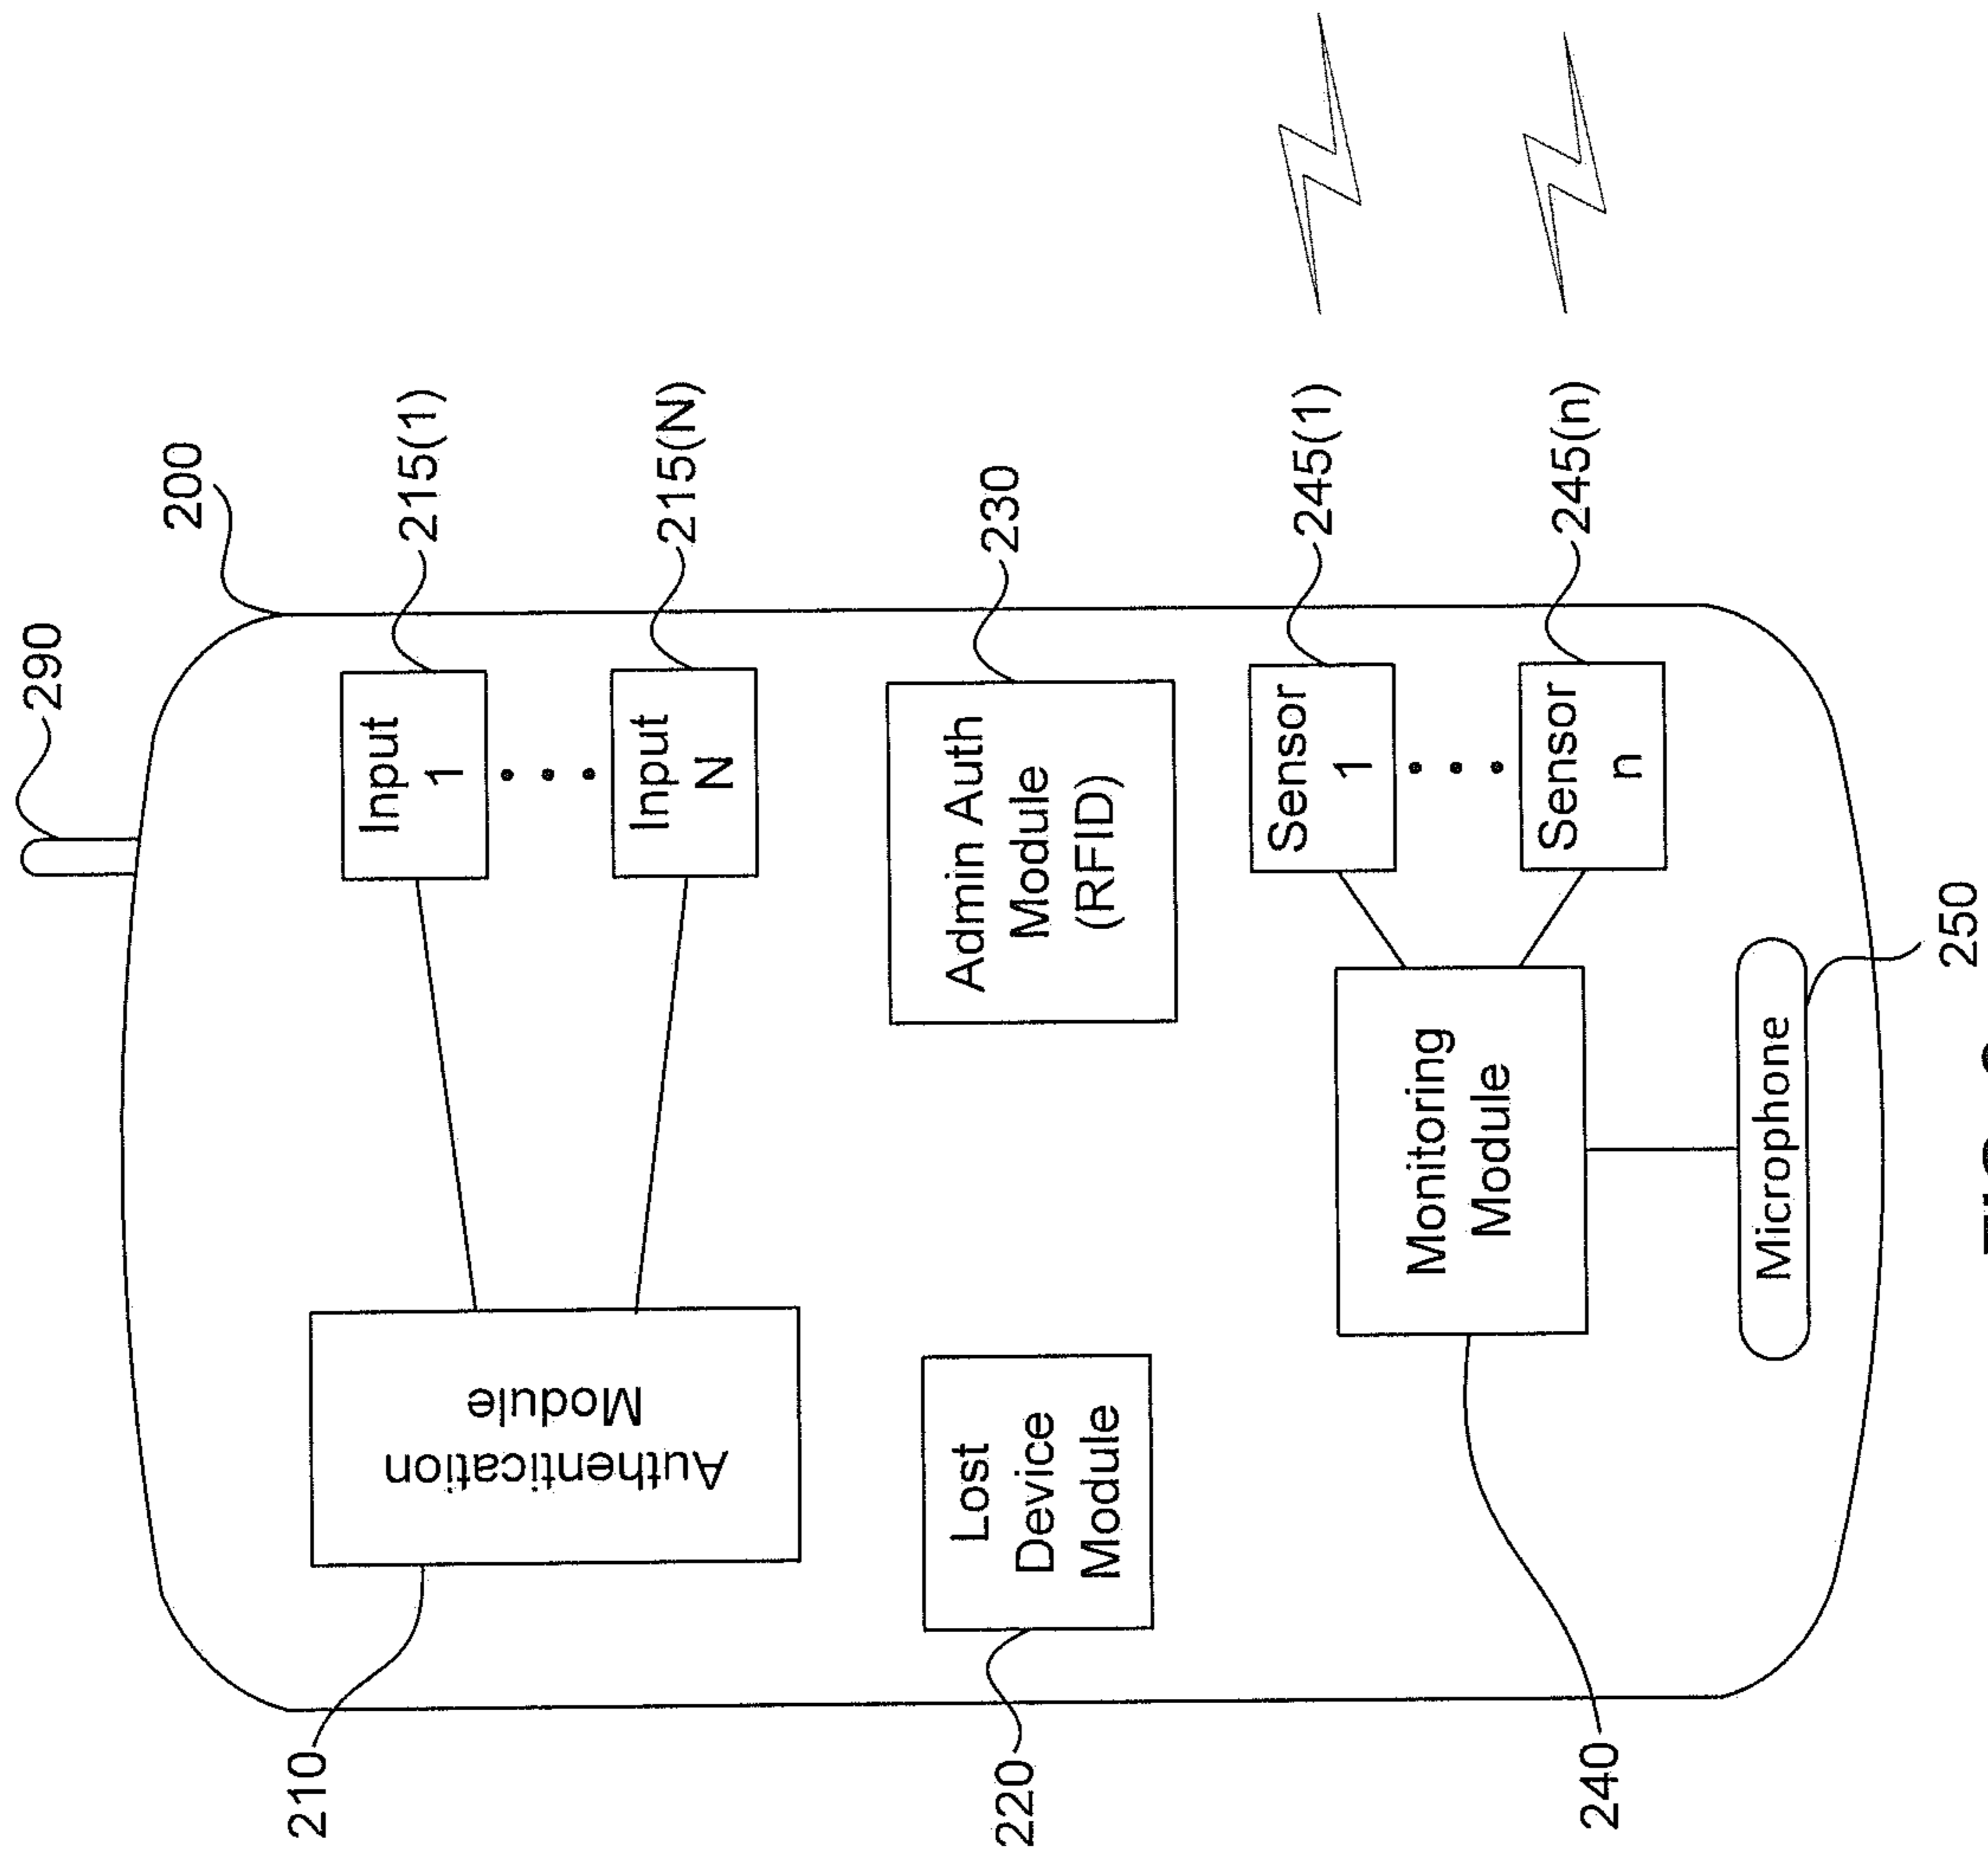 290
200
210
Authentication
Module
Input
1
215(1)
Input
N
215(N)
220
Lost
Device
Module
Admin Auth
Module
(RFID)
230
240
Monitoring
Module
Sensor
1
245(1)
Sensor
n
245(n)
Microphone
250